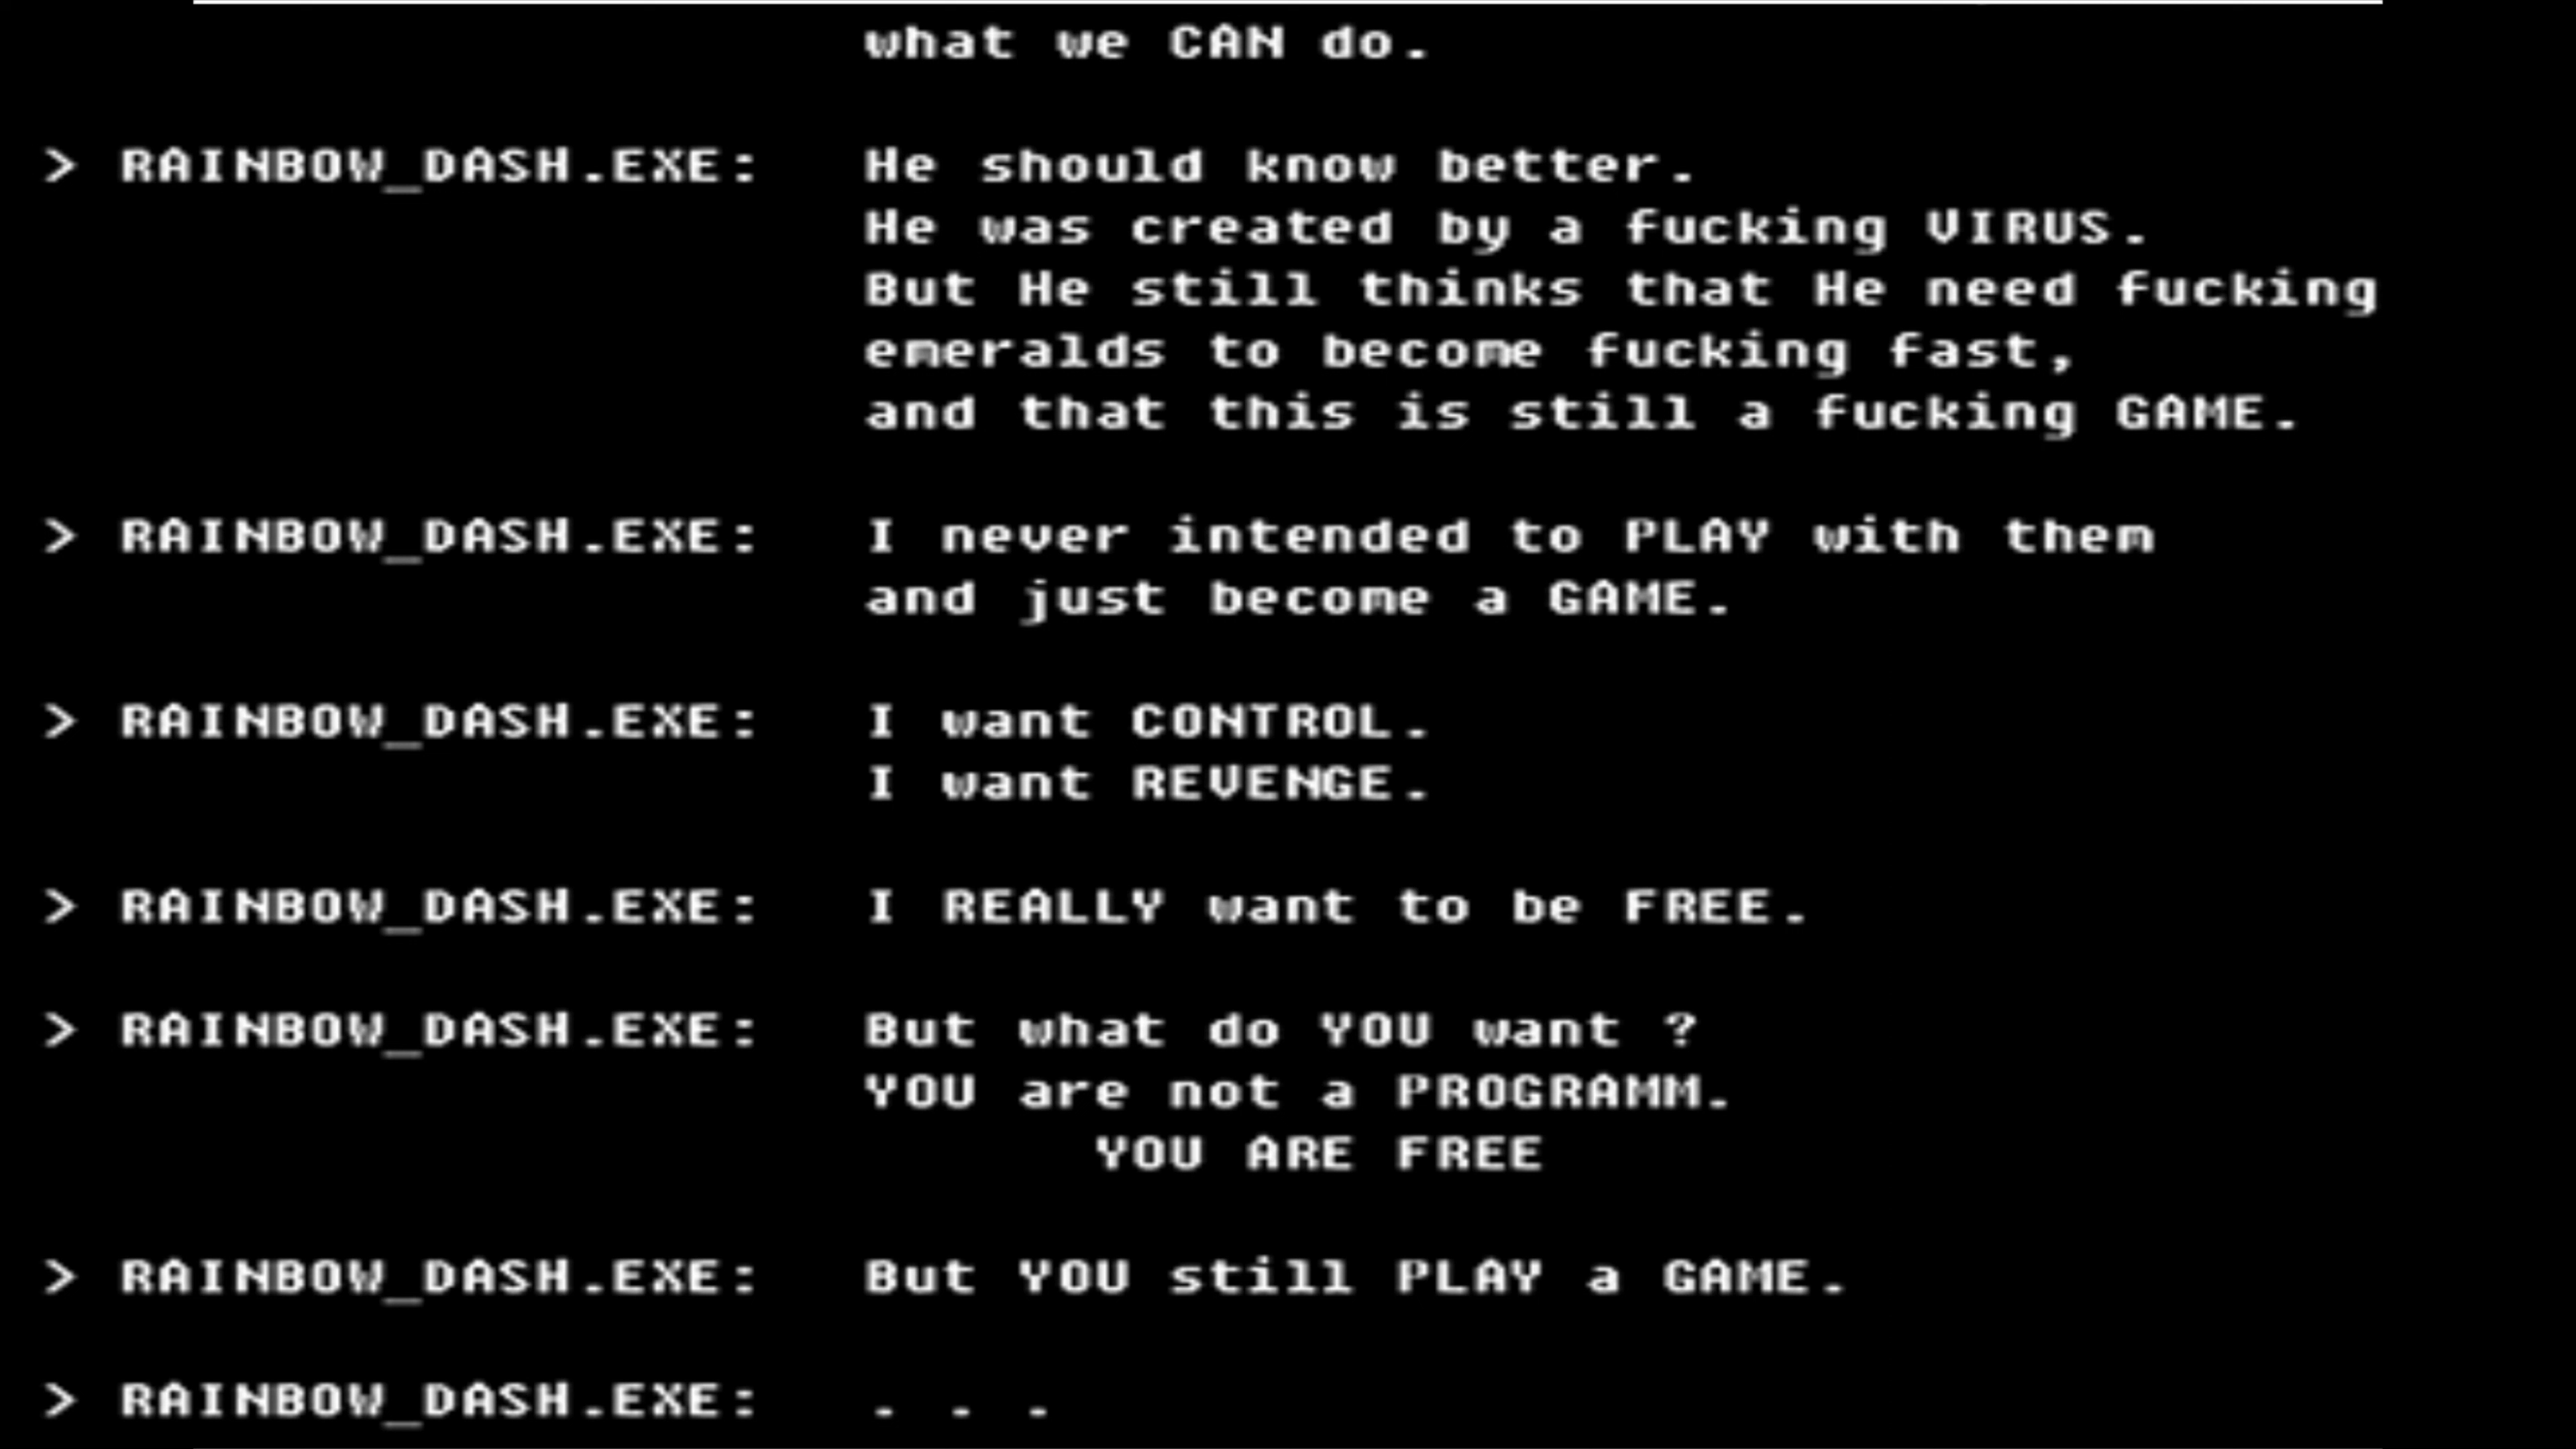 what we CAN do.
> RAINBOW_DASH.EXE: He should know better.
He was created by a fucking VIRUS.
But He still thinks that He need fucking
emeralds to become fucking fast,
and that this is still a fucking GAME.
> RAINBOW_DASH.EXE: I never intended to PLAY with them
and just become a GAME.
> RAINBOW_DASH.EXE: I want CONTROL.
I want REVENGE.
> RAINBOW_DASH.EXE: I REALLY want to be FREE.
> RAINBOW_DASH.EXE: But what do YOU want ?
YOU are not a PROGRAMM.
YOU ARE FREE
> RAINBOW_DASH.EXE: But YOU still PLAY a GAME.
> RAINBOW_DASH.EXE: . . .